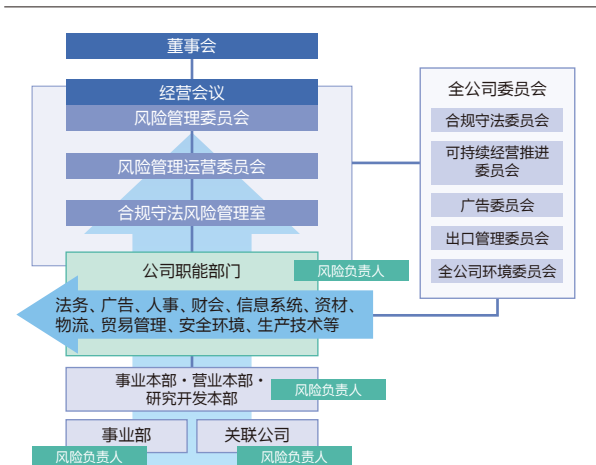 董事会
经营会议
风险管理委员会
风险管理运营委员会
合规守法风险管理室
全公司委员会
合规守法委员会
可持续经营推进
委员会
广告委员会
出口管理委员会
全公司环境委员会
公司职能部门
风险负责人
法务、广告、人事、财会、信息系统、资材、
物流、贸易管理、安全环境、生产技术等
事业本部・营业本部・
研究开发本部
风险负责人
事业部
风险负责人
关联公司
风险负责人